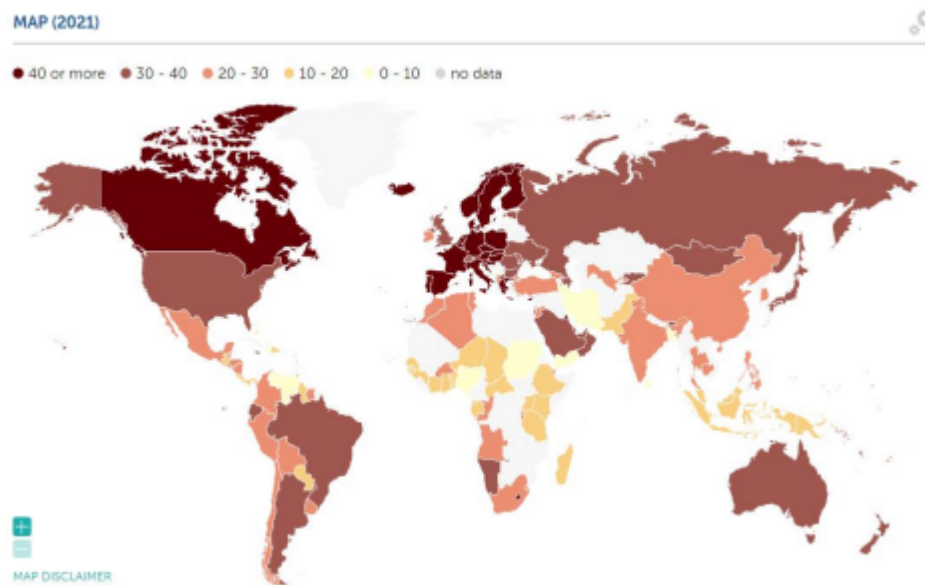 MAP (2021)
40 or more 30 - 40 20 - 30 10 - 20 0 - 10 no data
+
−
MAP DISCLAIMER